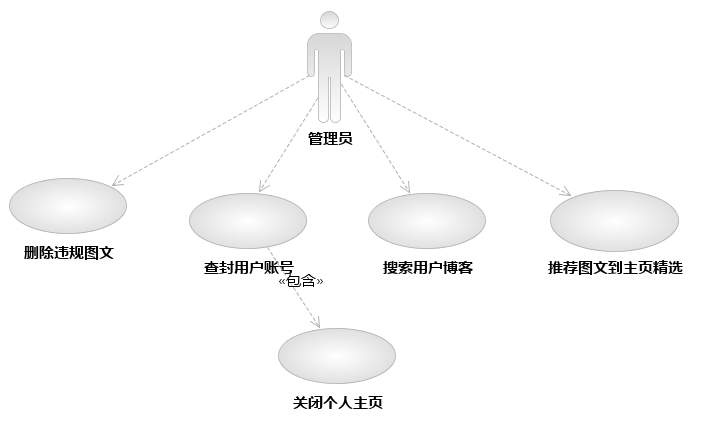 管理员
删除违规图文
查封用户账号
搜索用户博客
推荐图文到主页精选
«包含»
关闭个人主页